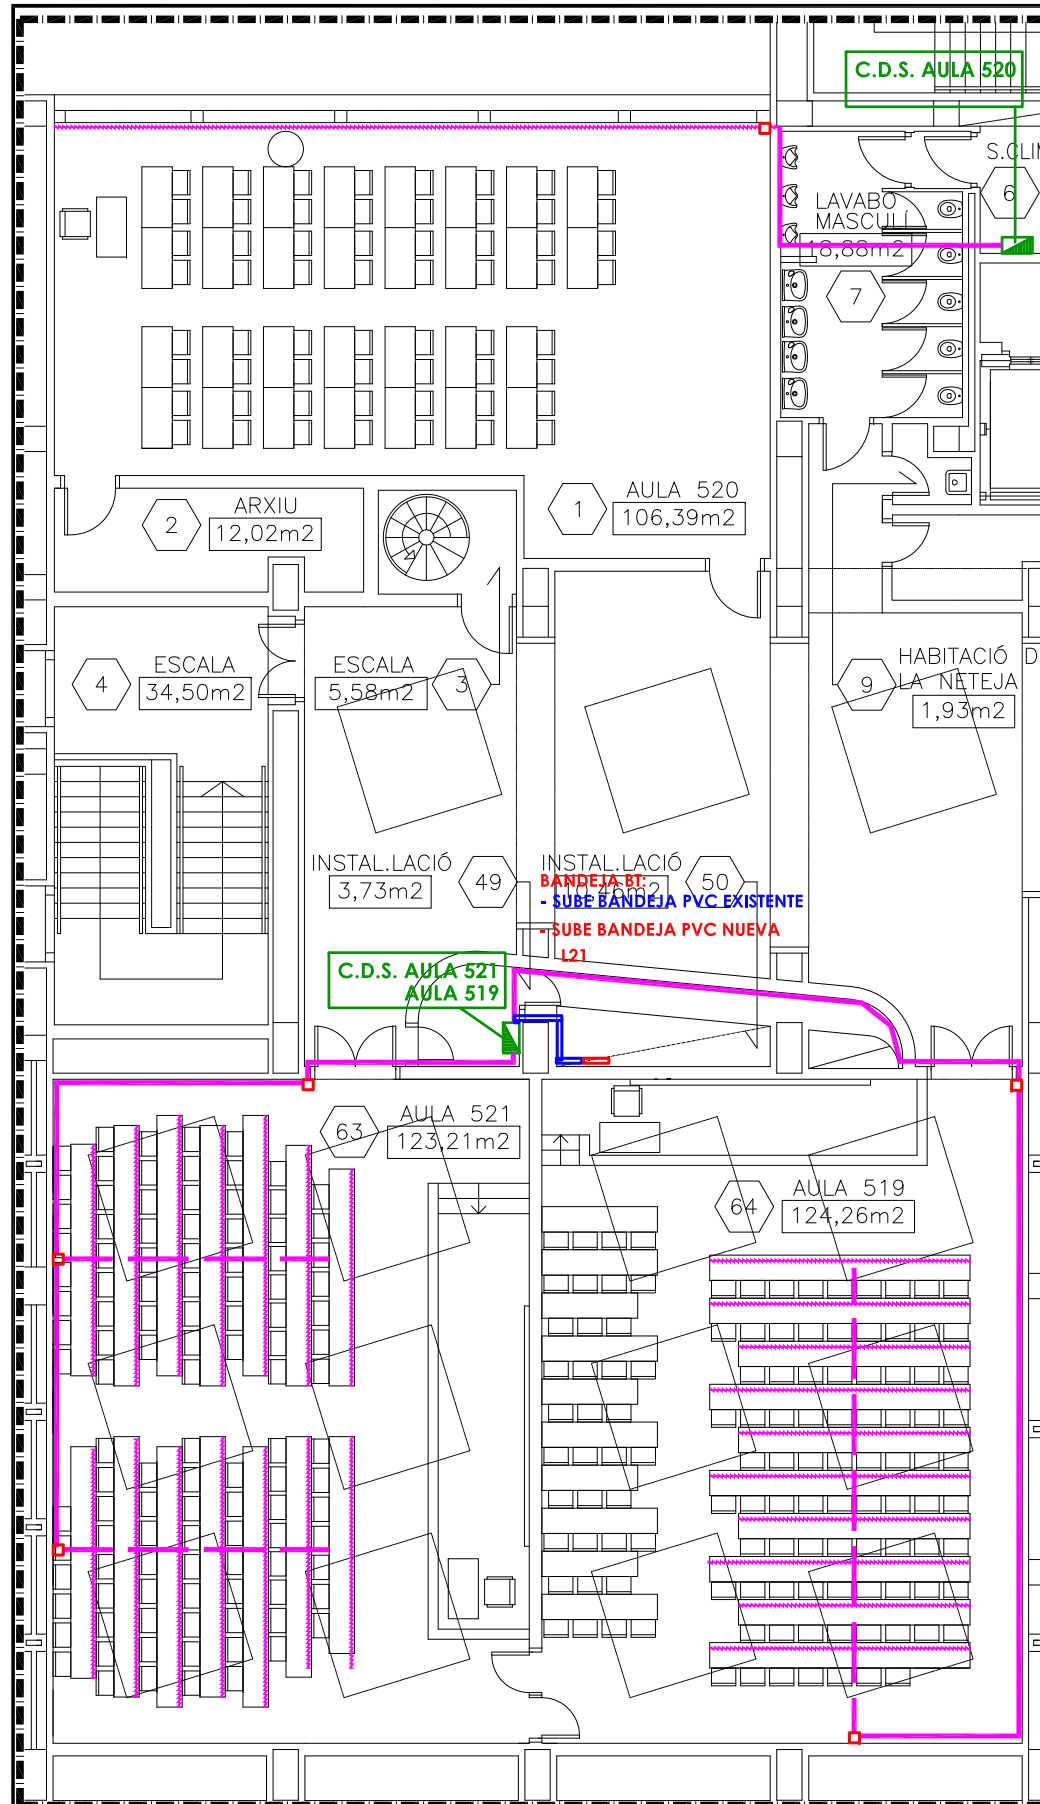 C.D.S. AULA 520
6
LAVABO
MASCULÍ
18,88m2
7
AULA 520
1
106,39m2
ARXIU
2
12,02m2
ESCALA
4
34,50m2
ESCALA
3
5,58m2
HABITACIÓ D
LA NETEJA
9
1,93m2
INSTAL.LACIÓ
3,73m2
49
INSTAL.LACIÓ
50
BANDEJA BT:
- SUBE BANDEJA PVC EXISTENTE
- SUBE BANDEJA PVC NUEVA
L21
C.D.S. AULA 521
AULA 519
AULA 521
63
123,21m2
AULA 519
64
124,26m2